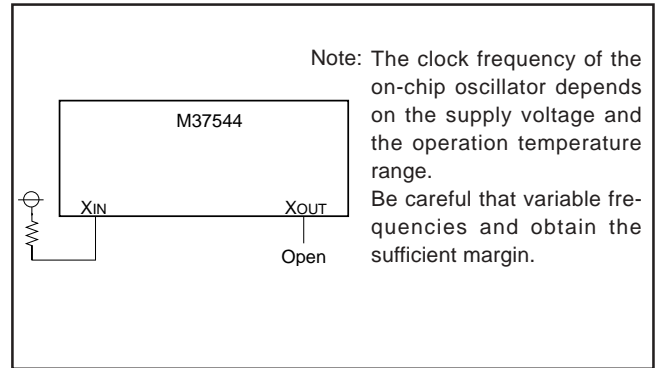 Note: The clock frequency of the
on-chip oscillator depends
on the supply voltage and
the operation temperature
range.
Be careful that variable fre-
quencies and obtain the
sufficient margin.
M37544
XIN
XOUT
Open